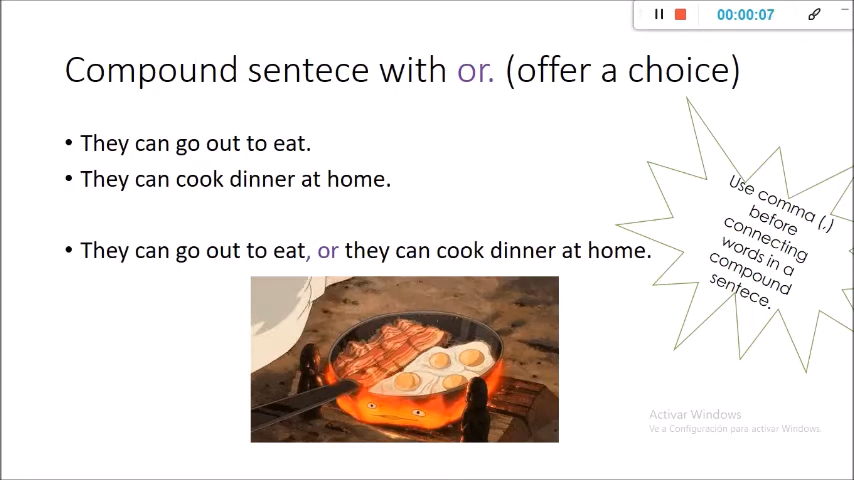 00:00:07
Compound sentece with or. (offer a choice)
• They can go out to eat.
• They can cook dinner at home.
• They can go out to eat, or they can cook dinner at home.
Use comma (,)
before
connecting
words in a
compound
sentece.
Activar Windows
Ve a Configuración para activar Windows.